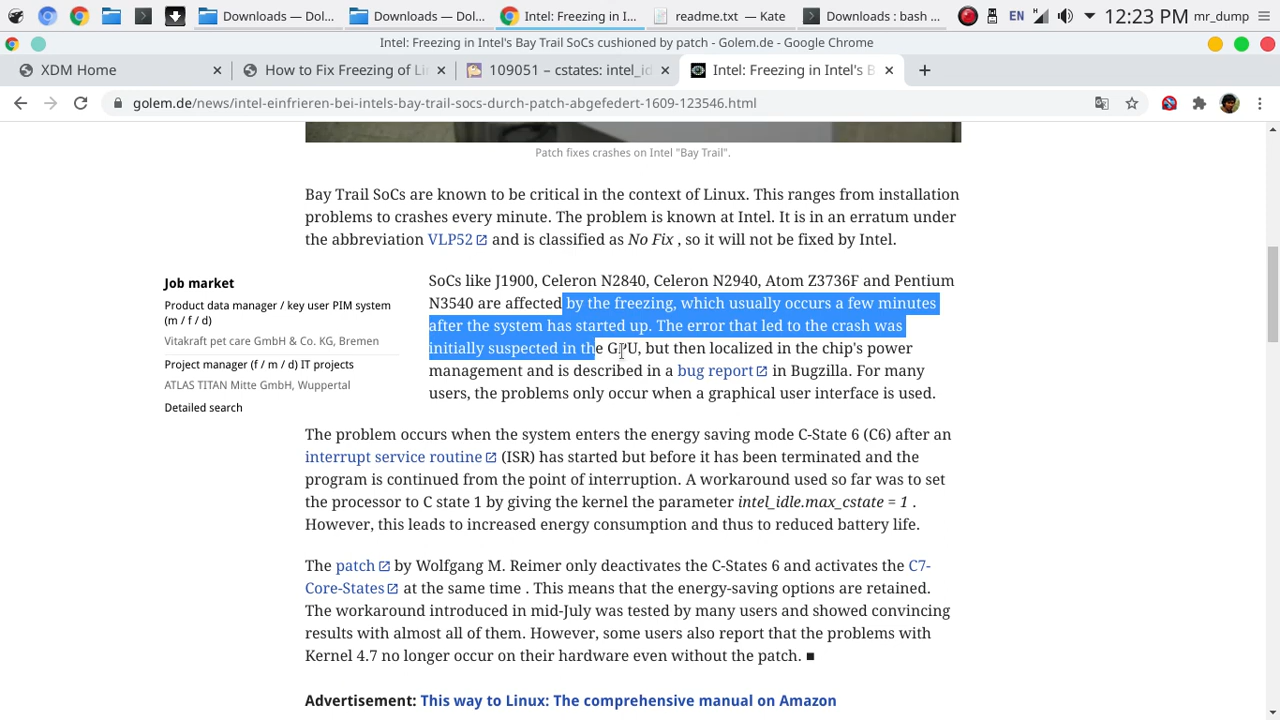 Downloads — Dol...
Downloads — Dol...
Intel: Freezing in I...
readme.txt — Kate
Downloads : bash ...
EN
12:23 PM
mr_dump
Intel: Freezing in Intel's Bay Trail SoCs cushioned by patch - Golem.de - Google Chrome
XDM Home
How to Fix Freezing of Li
109051 – cstates: intel_id
Intel: Freezing in Intel's B
golem.de/news/intel-einfrieren-bei-intels-bay-trail-socs-durch-patch-abgefedert-1609-123546.html
Patch fixes crashes on Intel "Bay Trail".
Bay Trail SoCs are known to be critical in the context of Linux. This ranges from installation
problems to crashes every minute. The problem is known at Intel. It is in an erratum under
the abbreviation VLP52 and is classified as No Fix , so it will not be fixed by Intel.
Job market
Product data manager / key user PIM system
(m / f / d)
Vitakraft pet care GmbH & Co. KG, Bremen
Project manager (f / m / d) IT projects
ATLAS TITAN Mitte GmbH, Wuppertal
Detailed search
SoCs like J1900, Celeron N2840, Celeron N2940, Atom Z3736F and Pentium
N3540 are affected by the freezing, which usually occurs a few minutes
after the system has started up. The error that led to the crash was
initially suspected in the GPU, but then localized in the chip's power
management and is described in a bug report in Bugzilla. For many
users, the problems only occur when a graphical user interface is used.
The problem occurs when the system enters the energy saving mode C-State 6 (C6) after an
interrupt service routine (ISR) has started but before it has been terminated and the
program is continued from the point of interruption. A workaround used so far was to set
the processor to C state 1 by giving the kernel the parameter intel_idle.max_cstate = 1 .
However, this leads to increased energy consumption and thus to reduced battery life.
The patch by Wolfgang M. Reimer only deactivates the C-States 6 and activates the C7-
Core-States at the same time . This means that the energy-saving options are retained.
The workaround introduced in mid-July was tested by many users and showed convincing
results with almost all of them. However, some users also report that the problems with
Kernel 4.7 no longer occur on their hardware even without the patch. ■
Advertisement: This way to Linux: The comprehensive manual on Amazon